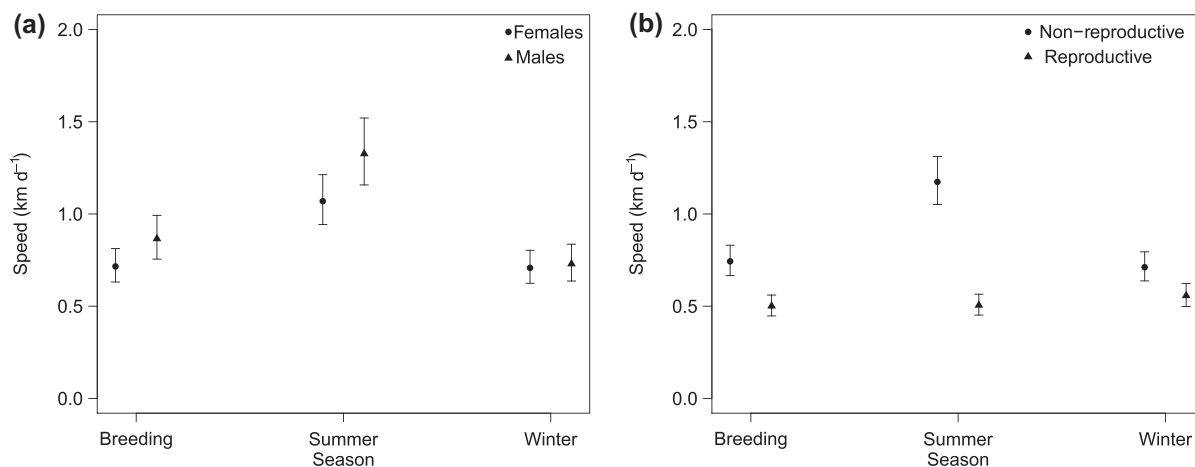 (a)
2.0
1.5
1.0
0.5
0.0
Speed (km d⁻¹)
Females
Males
Breeding Summer Winter
Season
(b)
2.0
1.5
1.0
0.5
0.0
Speed (km d⁻¹)
Non−reproductive
Reproductive
Breeding Summer Winter
Season